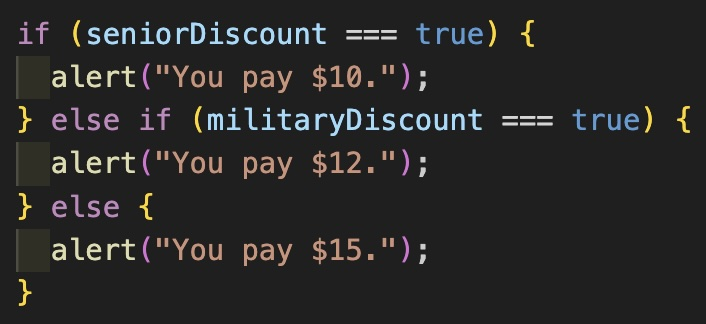 if (seniorDiscount === true) {
  alert("You pay $10.");
} else if (militaryDiscount === true) {
  alert("You pay $12.");
} else {
  alert("You pay $15.");
}